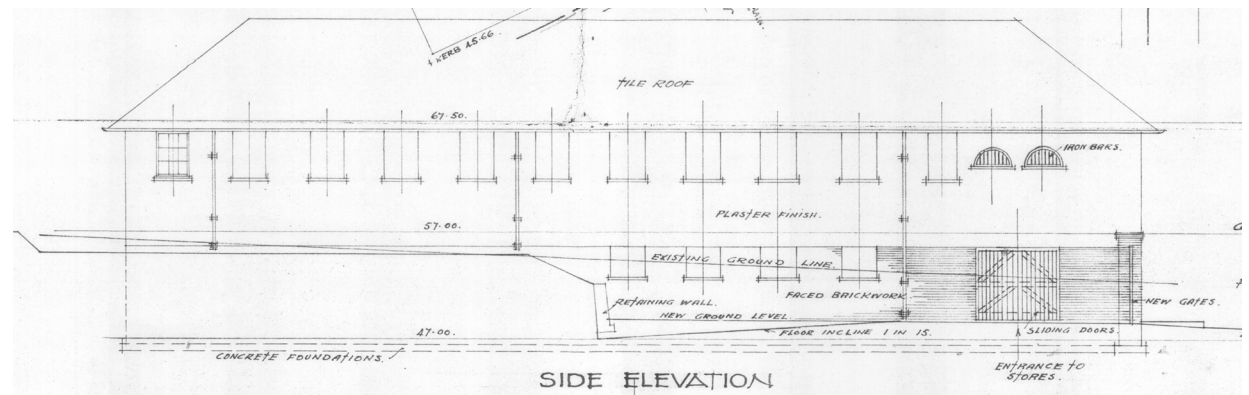 KERB 45.66
TILE ROOF
67.50.
IRON BARS.
PLASTER FINISH.
57.00.
EXISTING GROUND LINE.
FACED BRICKWORK
RETAINING WALL.
NEW GATES.
NEW GROUND LEVEL
47.00.
FLOOR INCLINE 1 IN 15.
SLIDING DOORS.
CONCRETE FOUNDATIONS.
ENTRANCE TO
STORES.
SIDE ELEVATION